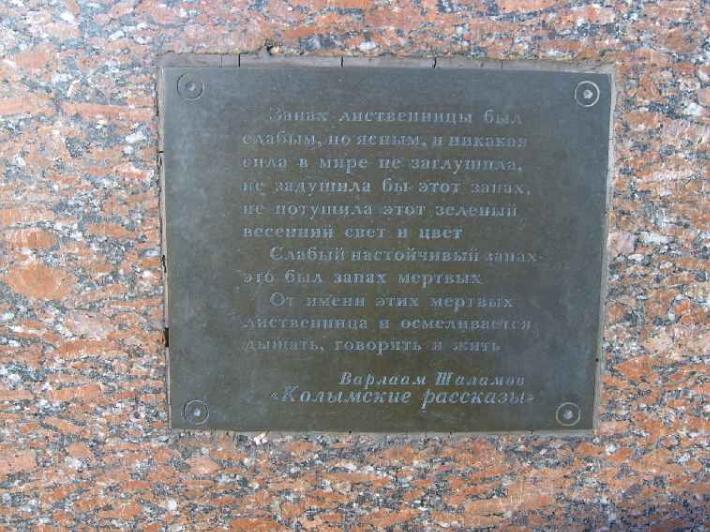 Запах лиственницы был
слабым, но ясным, и никакая
сила в мире не заглушила,
не задушила бы этот запах,
не потушила этот зеленый
весенний свет и цвет
Слабый настойчивый запах-
это был запах мертвых
От имени этих мертвых
лиственница и осмеливается
дышать, говорить и жить
Варлаам Шаламов
«Колымские рассказы»